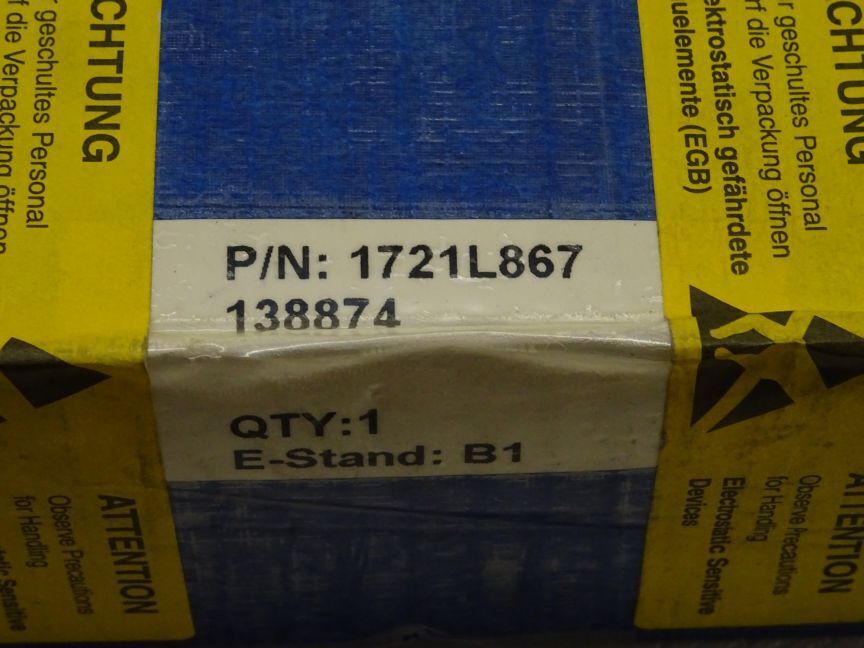 P/N: 1721L867
138874
QTY:1
E-Stand: B1
CHTUNG
geschultes Personal
die Verpackung öffnen
ATTENTION
Observe Precautions
for Handling
Sensitive
CHTUNG
geschultes Personal
die Verpackung öffnen
ektrostatisch gefährdete
uelemente (EGB)
ATTENTION
Observe Precautions
for Handling
Electrostatic Sensitive
Devices